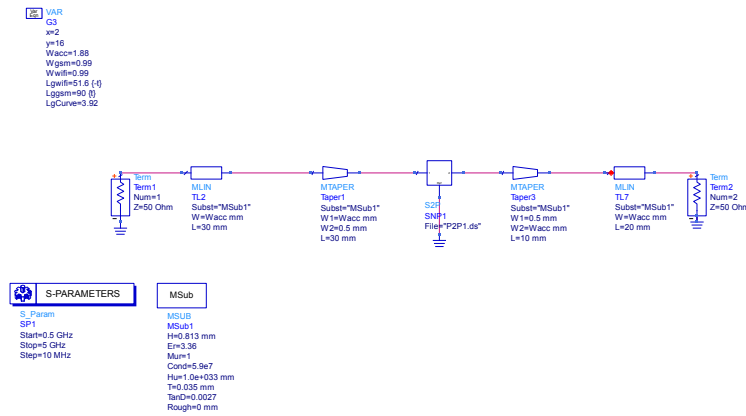 Var
Eqn
VAR
G3
x=2
y=16
Wacc=1.88
Wgsm=0.99
Wwifi=0.99
Lgwifi=51.6 {-t}
Lggsm=90 {t}
LgCurve=3.92
Term
Term1
Num=1
Z=50 Ohm
MLIN
TL2
Subst="MSub1"
W=Wacc mm
L=30 mm
MTAPER
Taper1
Subst="MSub1"
W1=Wacc mm
W2=0.5 mm
L=30 mm
S2P
SNP1
File="P2P1.ds"
MTAPER
Taper3
Subst="MSub1"
W1=0.5 mm
W2=Wacc mm
L=10 mm
MLIN
TL7
Subst="MSub1"
W=Wacc mm
L=20 mm
Term
Term2
Num=2
Z=50 Ohm
S-PARAMETERS
S_Param
SP1
Start=0.5 GHz
Stop=5 GHz
Step=10 MHz
MSub
MSUB
MSub1
H=0.813 mm
Er=3.36
Mur=1
Cond=5.9e7
Hu=1.0e+033 mm
T=0.035 mm
TanD=0.0027
Rough=0 mm